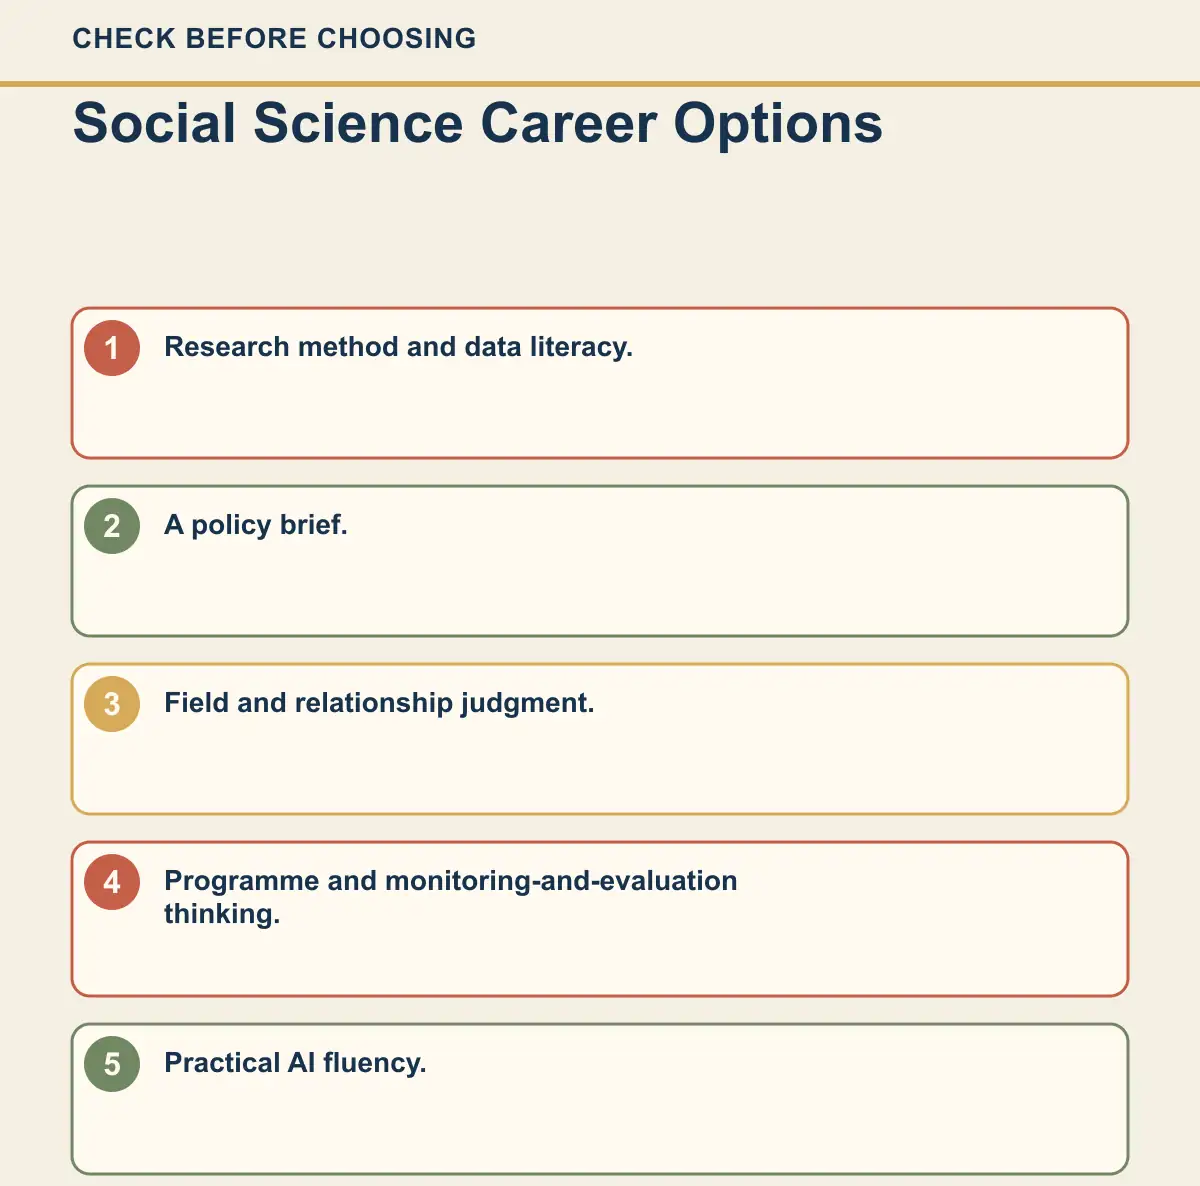 CHECK BEFORE CHOOSING
Social Science Career Options
1
Research method and data literacy.
2
A policy brief.
3
Field and relationship judgment.
4
Programme and monitoring-and-evaluation
thinking.
5
Practical AI fluency.